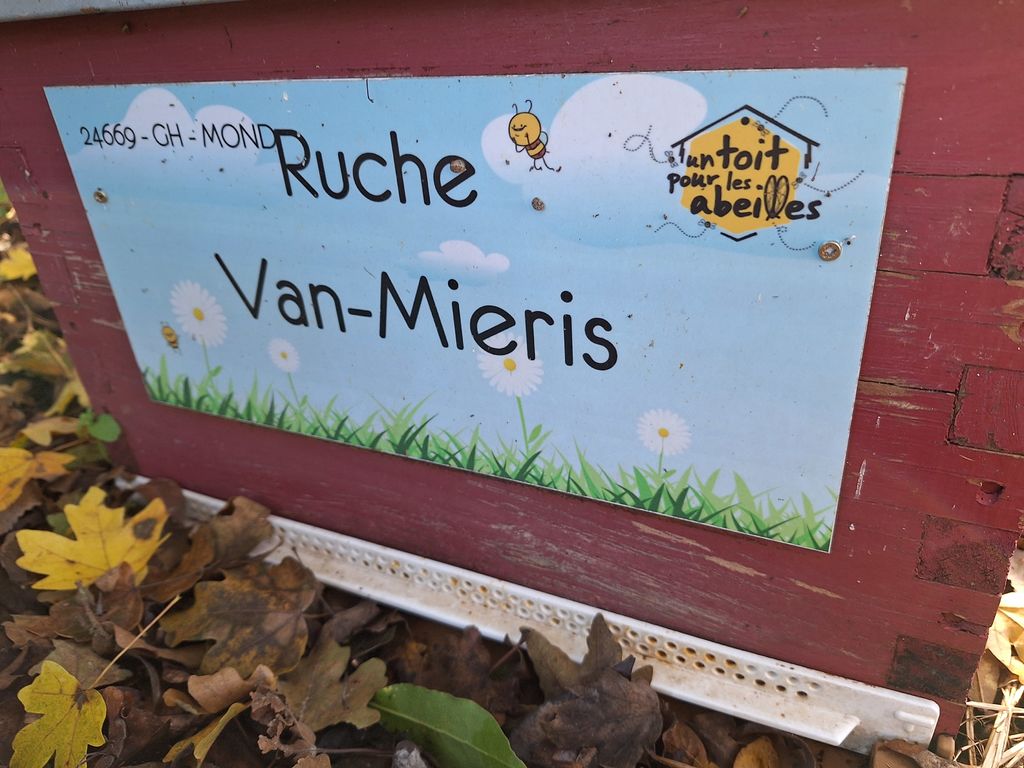 24669 - GH - MOND
Ruche
Van-Mieris
un toit
pour les
abeilles